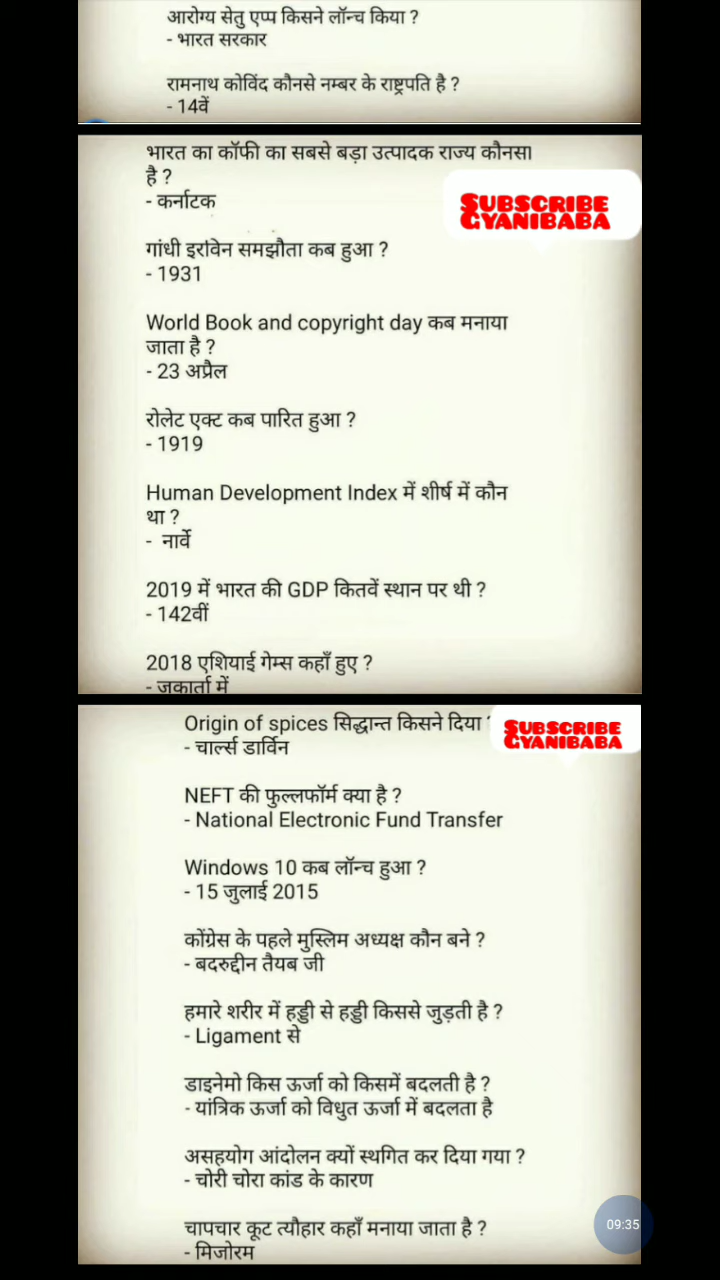 आरोग्य सेतु एप्प किसने लॉन्च किया ?
- भारत सरकार
रामनाथ कोविंद कौनसे नम्बर के राष्ट्रपति है ?
- 14वें
भारत का कॉफी का सबसे बड़ा उत्पादक राज्य कौनसा
है ?
- कर्नाटक
SUBSCRIBE
GYANIBABA
गांधी इरविन समझौता कब हुआ ?
- 1931
World Book and copyright day कब मनाया
जाता है ?
- 23 अप्रैल
रोलेट एक्ट कब पारित हुआ ?
- 1919
Human Development Index में शीर्ष में कौन
था ?
- नार्वे
2019 में भारत की GDP कितवें स्थान पर थी ?
- 142वीं
2018 एशियाई गेम्स कहाँ हुए ?
- जकार्ता में
Origin of spices सिद्धान्त किसने दिया
SUBSCRIBE
GYANIBABA
- चार्ल्स डार्विन
NEFT की फुल्लफॉर्म क्या है ?
- National Electronic Fund Transfer
Windows 10 कब लॉन्च हुआ ?
- 15 जुलाई 2015
कोंग्रेस के पहले मुस्लिम अध्यक्ष कौन बने ?
- बदरुद्दीन तैयब जी
हमारे शरीर में हड्डी से हड्डी किससे जुड़ती है ?
- Ligament से
डाइनेमो किस ऊर्जा को किसमें बदलती है ?
- यांत्रिक ऊर्जा को विधुत ऊर्जा में बदलता है
असहयोग आंदोलन क्यों स्थगित कर दिया गया ?
- चोरी चोरा कांड के कारण
चापचार कूट त्यौहार कहाँ मनाया जाता है ?
- मिजोरम
09:35